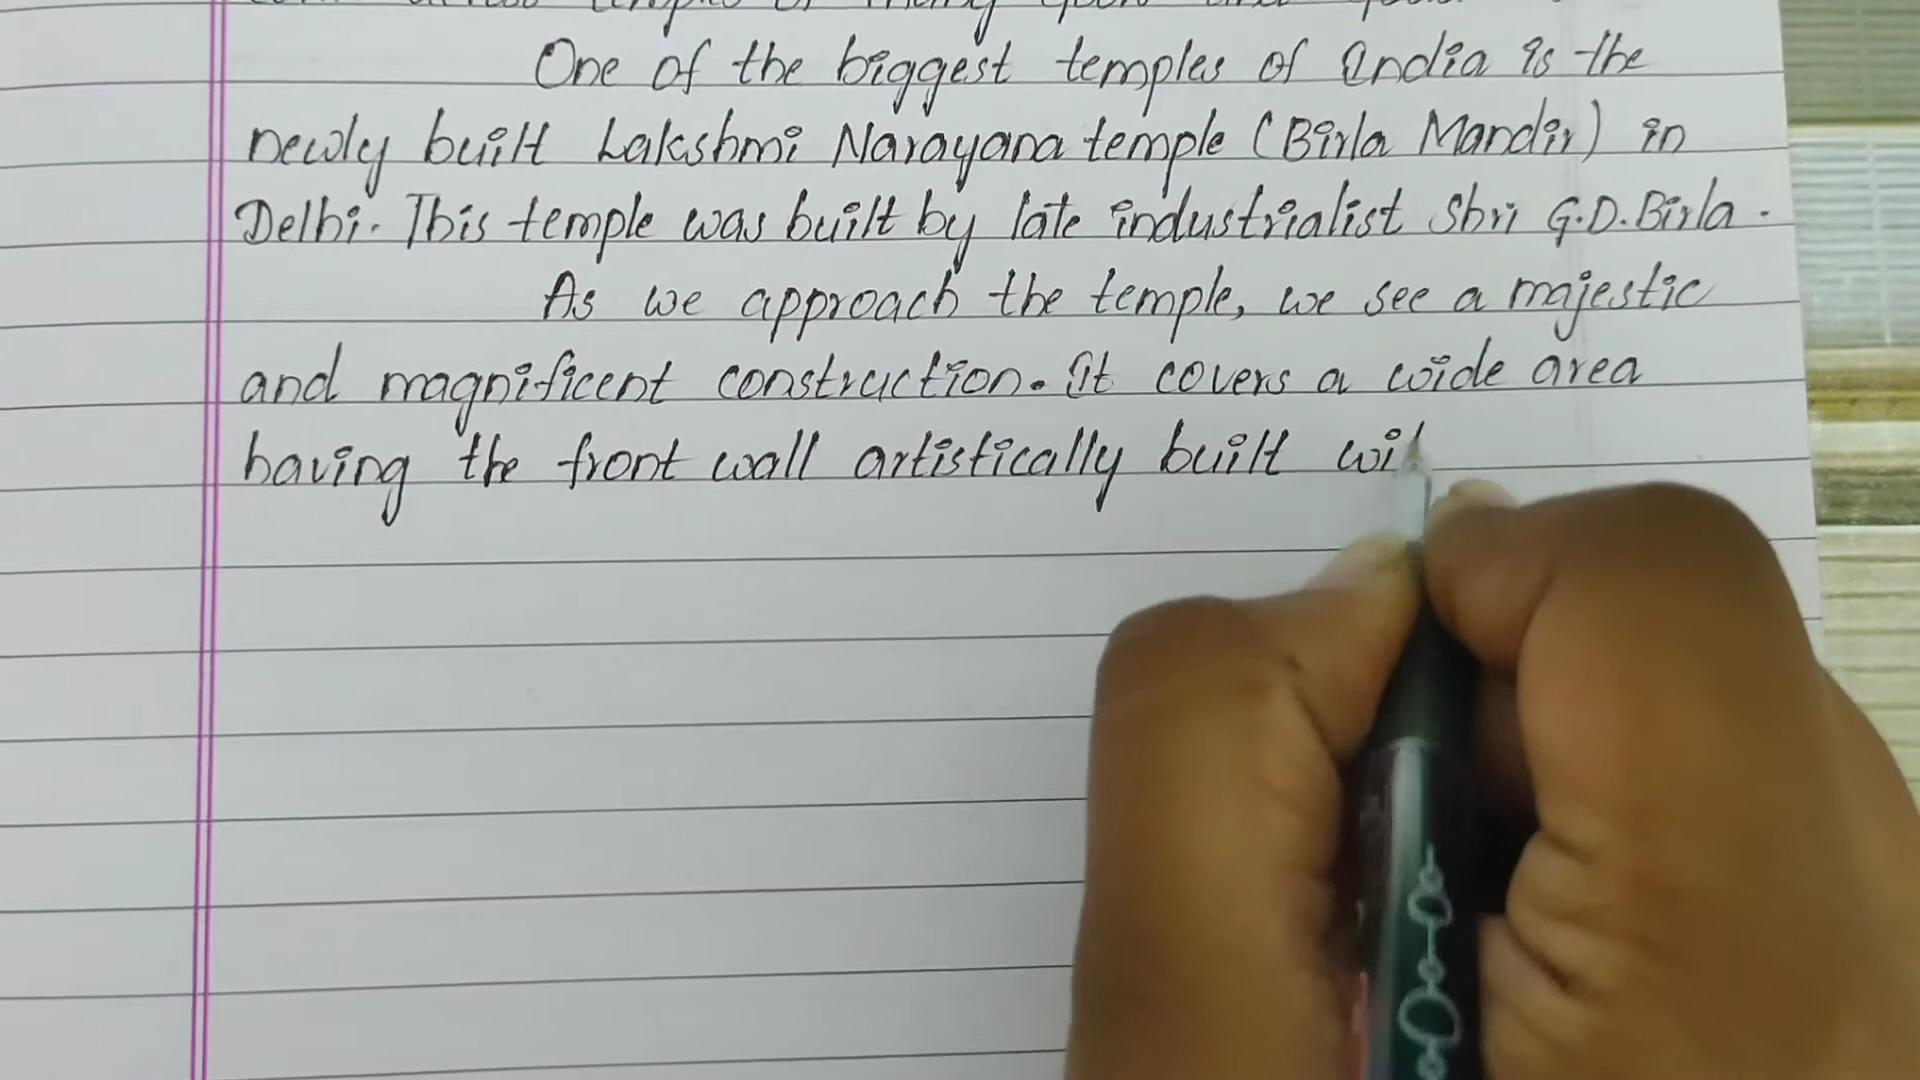 One of the biggest temples of India is the
newly built Lakshmi Narayana temple (Birla Mandir) in
Delhi. This temple was built by late industrialist Shri G.D. Birla.
As we approach the temple, we see a majestic
and magnificent construction. It covers a wide area
having the front wall artistically built wi